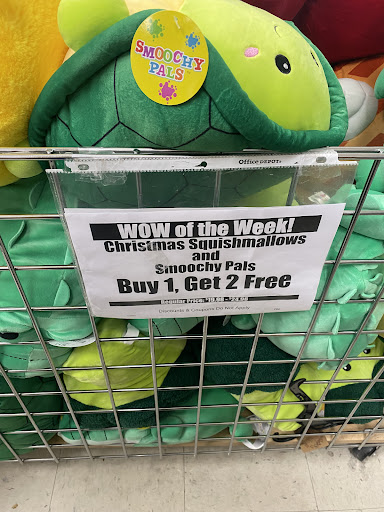 SMOOCHY
PALS
Office DEPOT
WOW of the Week!
Christmas Squishmallows
and
Smoochy Pals
Buy 1, Get 2 Free
Discounts & Coupons Do Not Apply